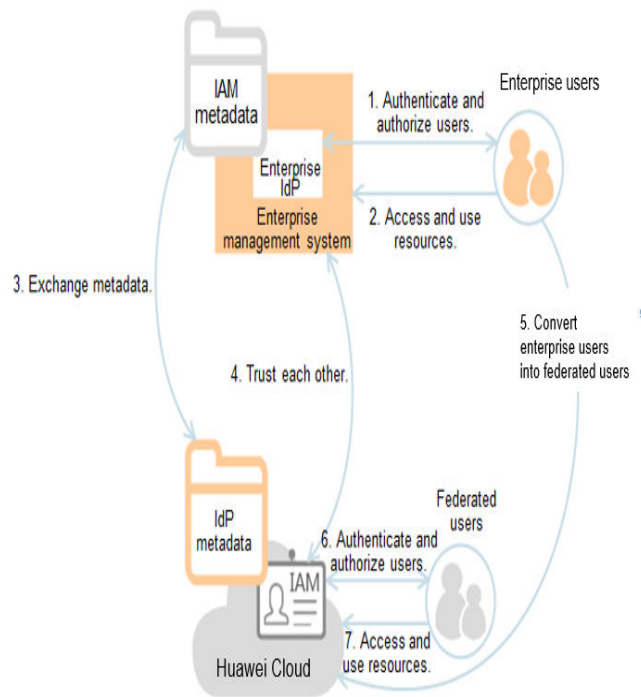 IAM
metadata
Enterprise
IdP
Enterprise
management system
1. Authenticate and
authorize users.
Enterprise users
2. Access and use
resources.
3. Exchange metadata.
4. Trust each other.
5. Convert
enterprise users
into federated users
IdP
metadata
IAM
Huawei Cloud
6. Authenticate and
authorize users.
Federated
users
7. Access and
use resources.